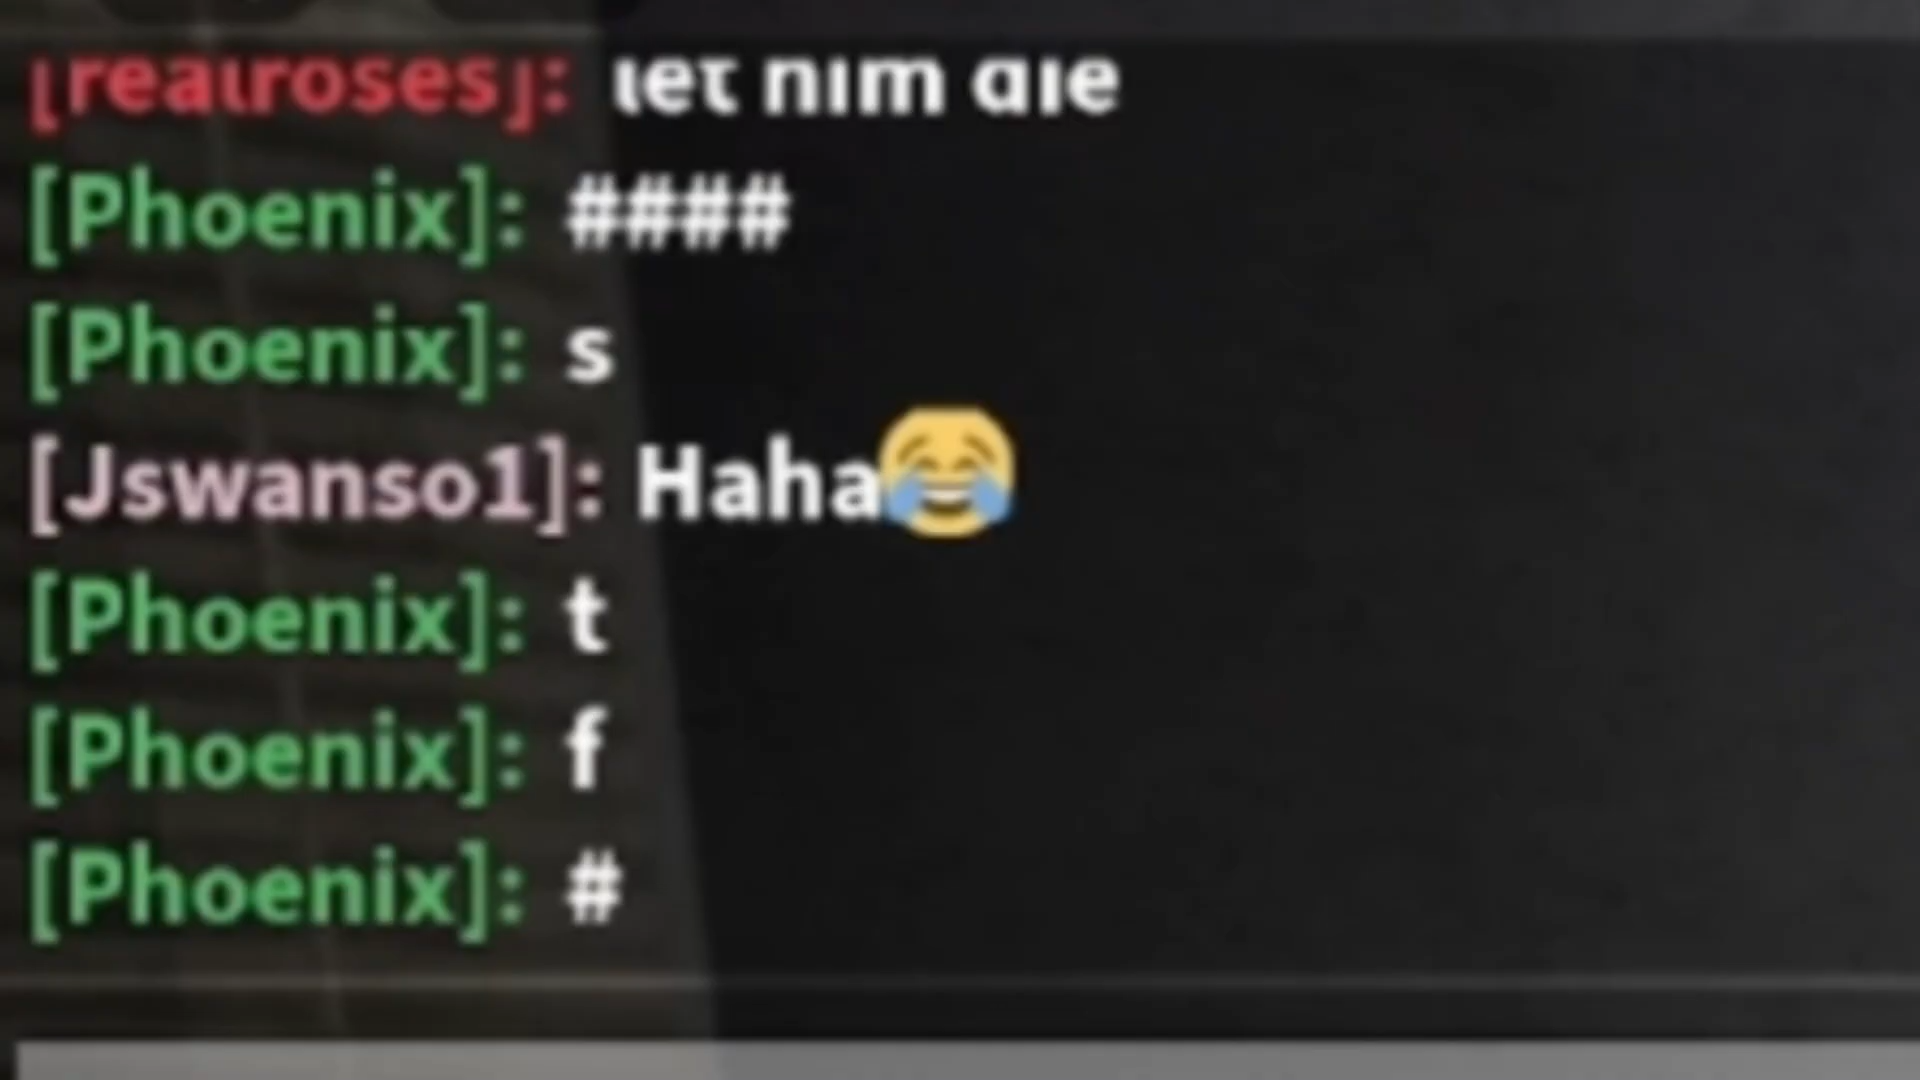 [realroses]: let him die
[Phoenix]: ####
[Phoenix]: s
[Jswanso1]: Haha😂
[Phoenix]: t
[Phoenix]: f
[Phoenix]: #